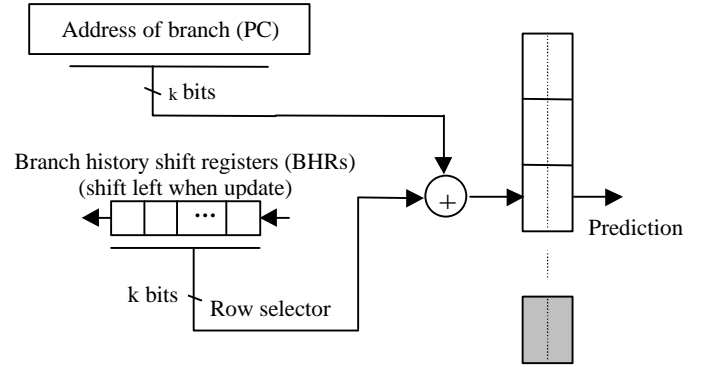 Address of branch (PC)
k bits
Branch history shift registers (BHRs)
(shift left when update)
...
+
Prediction
k bits
Row selector